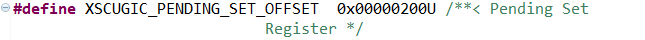 #define XSCUGIC_PENDING_SET_OFFSET 0x00000200U /**< Pending Set
Register */